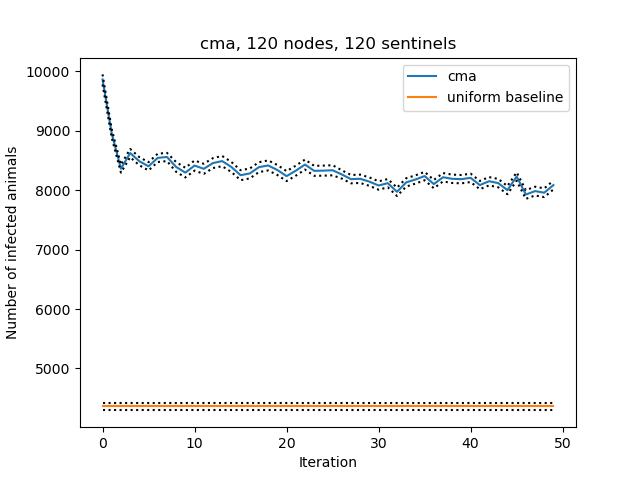 cma, 120 nodes, 120 sentinels
cma
uniform baseline
Number of infected animals
10000
9000
8000
7000
6000
5000
0
10
20
30
40
50
Iteration